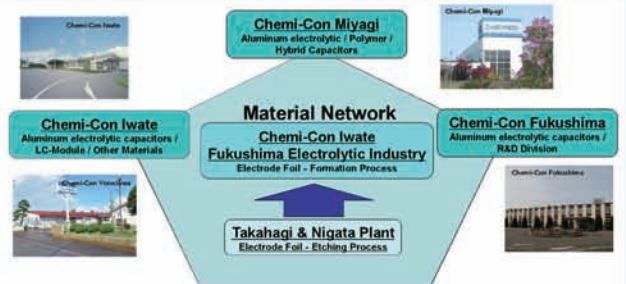 Chemi-Con Iwate
Chemi-Con Miyagi
Aluminum electrolytic / Polymer /
Hybrid Capacitors
Chemi-Con Miyagi
Chemi-Con Iwate
Aluminum electrolytic capacitors /
LC-Module / Other Materials
Material Network
Chemi-Con Iwate
Fukushima Electrolytic Industry
Electrode Foil - Formation Process
Chemi-Con Fukushima
Aluminum electrolytic capacitors /
R&D Division
Chemi-Con
Takahagi & Nigata Plant
Electrode Foil - Etching Process
Chemi-Con Fukushima